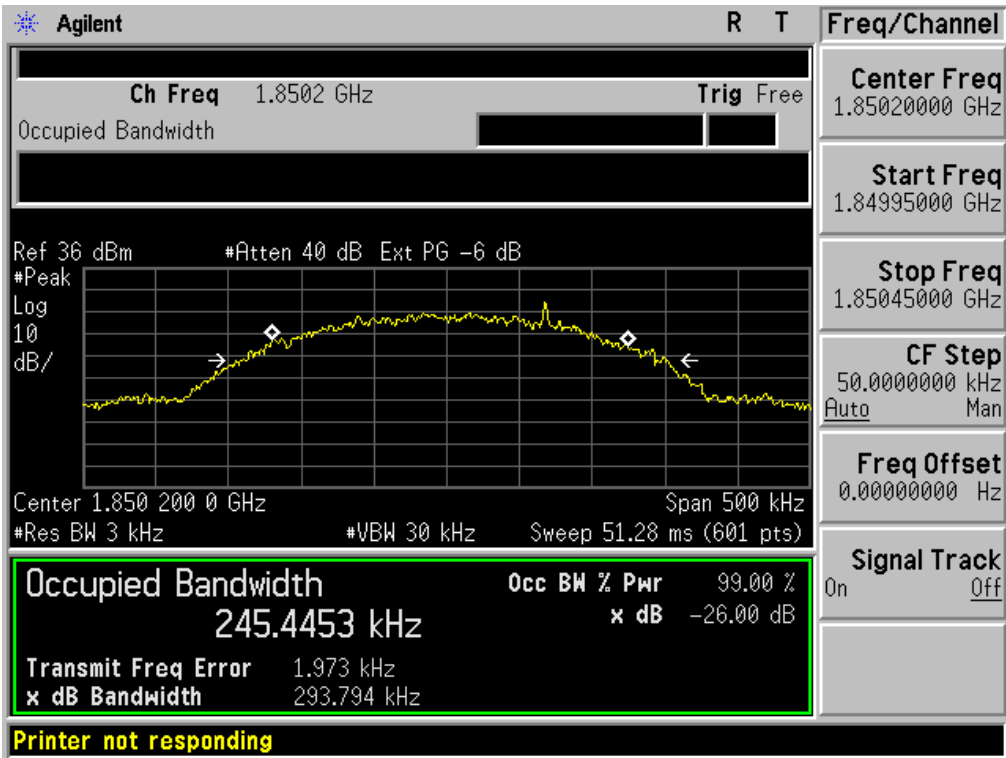 Agilent R T
Ch Freq 1.8502 GHz Trig Free
Occupied Bandwidth
Ref 36 dBm #Atten 40 dB Ext PG -6 dB
#Peak
Log
10
dB/
Center 1.850 200 0 GHz Span 500 kHz
#Res BW 3 kHz #VBW 30 kHz Sweep 51.28 ms (601 pts)
Occupied Bandwidth
245.4453 kHz
Occ BW % Pwr 99.00 %
x dB -26.00 dB
Transmit Freq Error 1.973 kHz
x dB Bandwidth 293.794 kHz
Printer not responding
Freq/Channel
Center Freq
1.85020000 GHz
Start Freq
1.84995000 GHz
Stop Freq
1.85045000 GHz
CF Step
50.0000000 kHz
Auto Man
Freq Offset
0.00000000 Hz
Signal Track
On Off